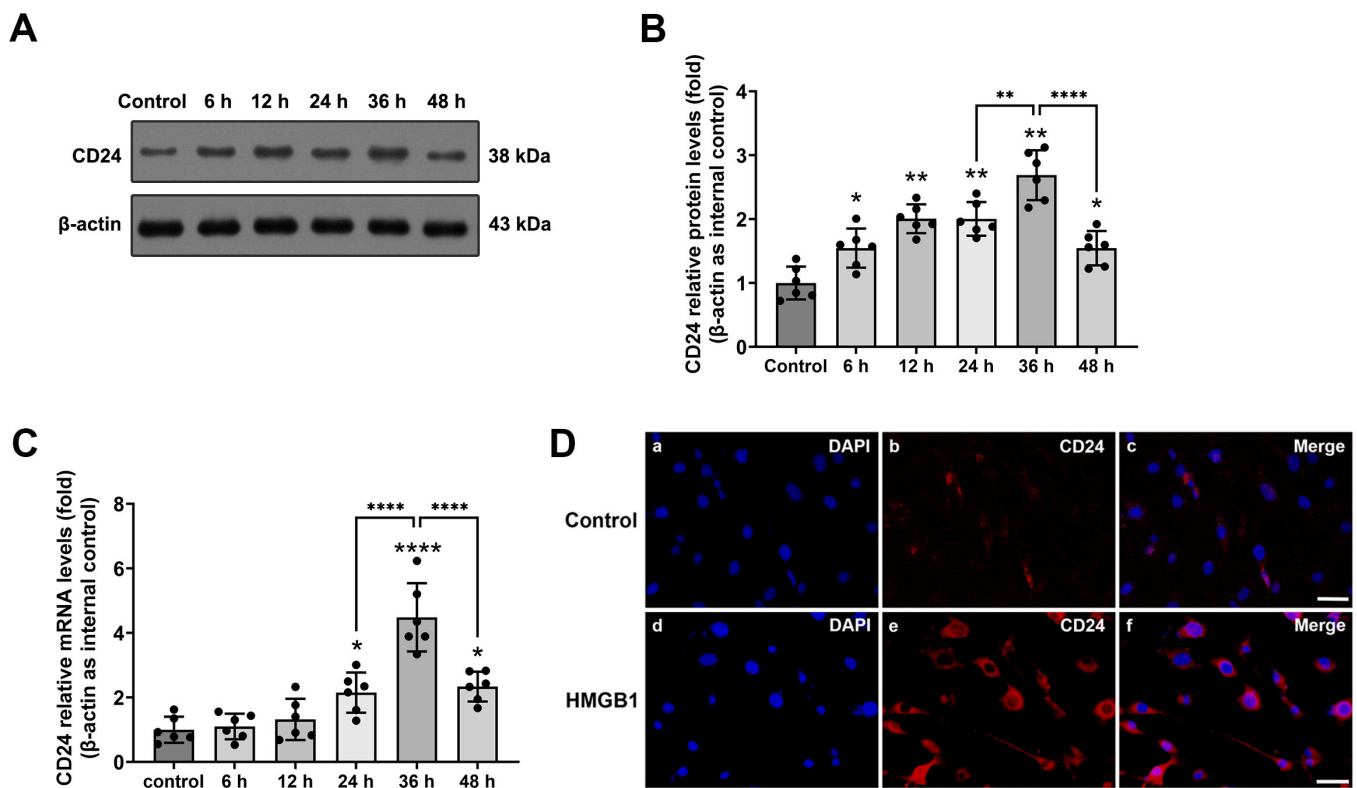 A
Control 6 h 12 h 24 h 36 h 48 h
CD24 38 kDa
β-actin 43 kDa
B
CD24 relative protein levels (fold)
(β-actin as internal control)
4
3
2
1
0
** ****
* ** ** ** *
Control 6 h 12 h 24 h 36 h 48 h
C
CD24 relative mRNA levels (fold)
(β-actin as internal control)
8
6
4
2
0
**** ****
* **** *
control 6 h 12 h 24 h 36 h 48 h
D
Control
a DAPI b CD24 c Merge
HMGB1
d DAPI e CD24 f Merge